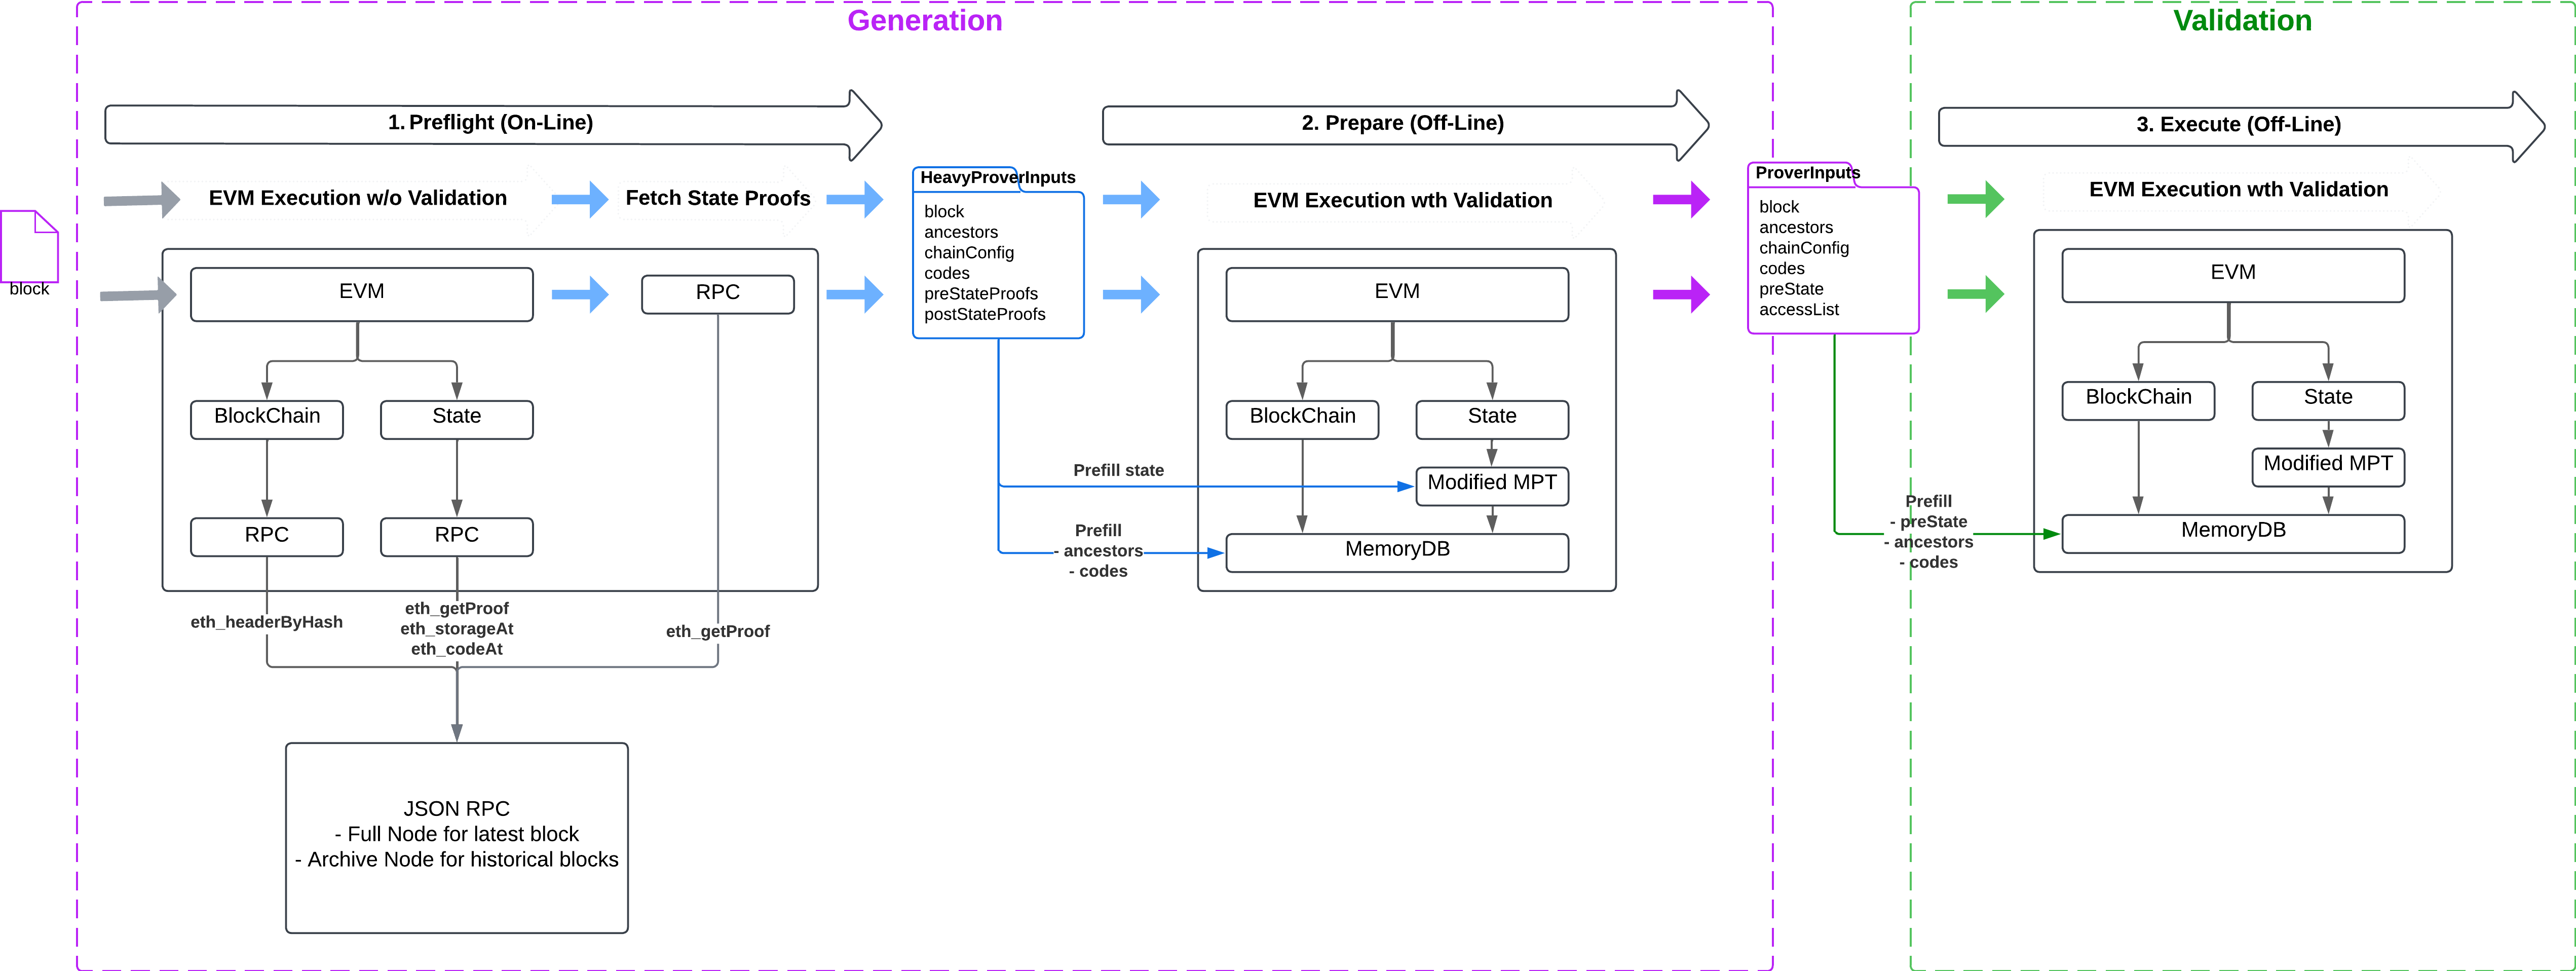 Generation
Validation
1. Preflight (On-Line)
2. Prepare (Off-Line)
3. Execute (Off-Line)
block
EVM Execution w/o Validation
Fetch State Proofs
EVM
RPC
BlockChain
State
RPC
RPC
eth_headerByHash
eth_getProof
eth_storageAt
eth_codeAt
eth_getProof
JSON RPC
- Full Node for latest block
- Archive Node for historical blocks
HeavyProverInputs
block
ancestors
chainConfig
codes
preStateProofs
postStateProofs
Prefill state
Prefill
- ancestors
- codes
EVM Execution wth Validation
EVM
BlockChain
State
Modified MPT
MemoryDB
ProverInputs
block
ancestors
chainConfig
codes
preState
accessList
Prefill
- preState
- ancestors
- codes
EVM Execution wth Validation
EVM
BlockChain
State
Modified MPT
MemoryDB